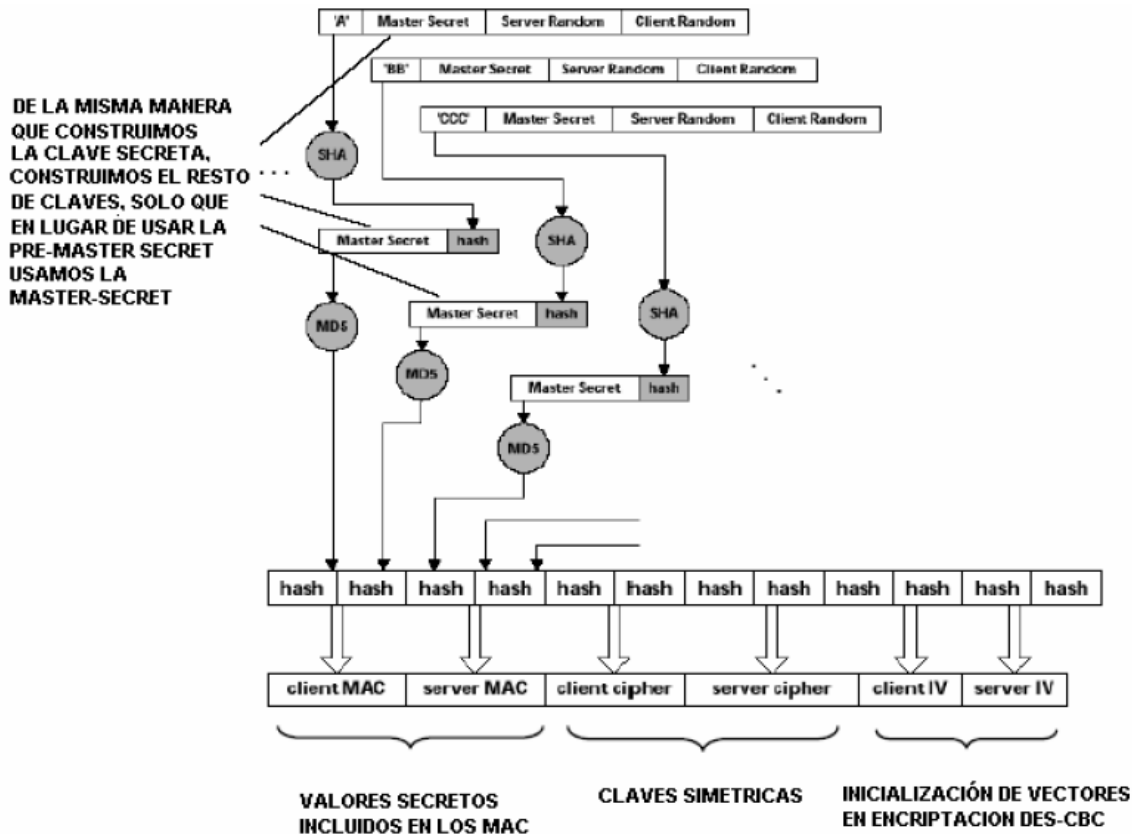 'A' Master Secret Server Random Client Random
'BB' Master Secret Server Random Client Random
'CCC' Master Secret Server Random Client Random
DE LA MISMA MANERA
QUE CONSTRUIMOS
LA CLAVE SECRETA,
CONSTRUIMOS EL RESTO
DE CLAVES, SOLO QUE
EN LUGAR DE USAR LA
PRE-MASTER SECRET
USAMOS LA
MASTER-SECRET
SHA
Master Secret hash
SHA
MD5
Master Secret hash
SHA
MD5
Master Secret hash
MD5
hash hash hash hash hash hash hash hash hash hash hash hash
client MAC server MAC client cipher server cipher client IV server IV
VALORES SECRETOS
INCLUIDOS EN LOS MAC
CLAVES SIMETRICAS
INICIALIZACIÓN DE VECTORES
EN ENCRIPTACION DES-CBC